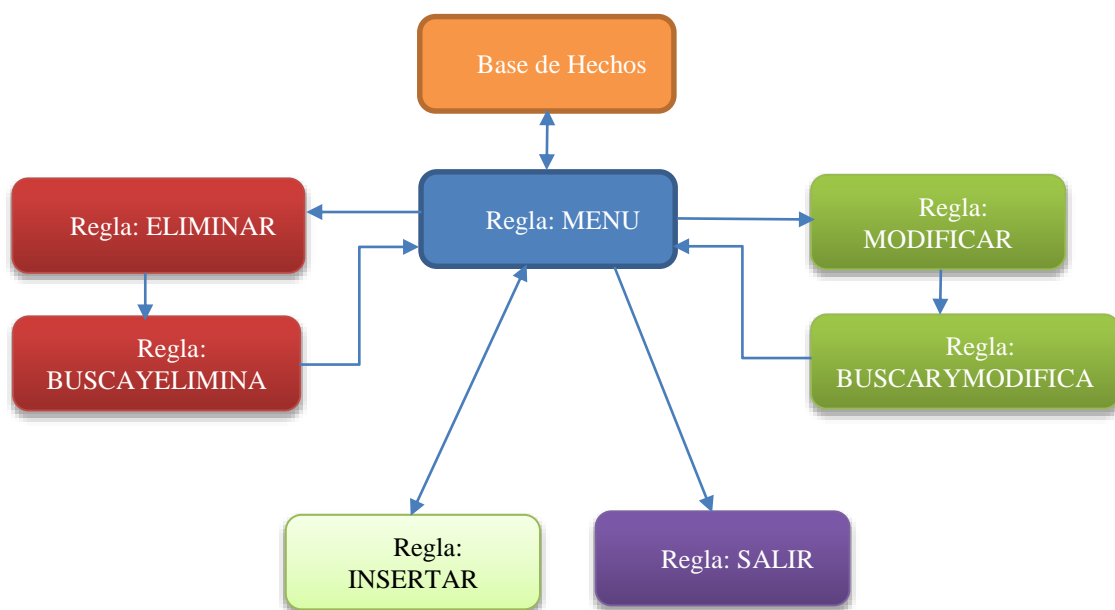 Base de Hechos
Regla: ELIMINAR
Regla: MENU
Regla:
MODIFICAR
Regla:
BUSCAYELIMINA
Regla:
BUSCARYMODIFICA
Regla:
INSERTAR
Regla: SALIR